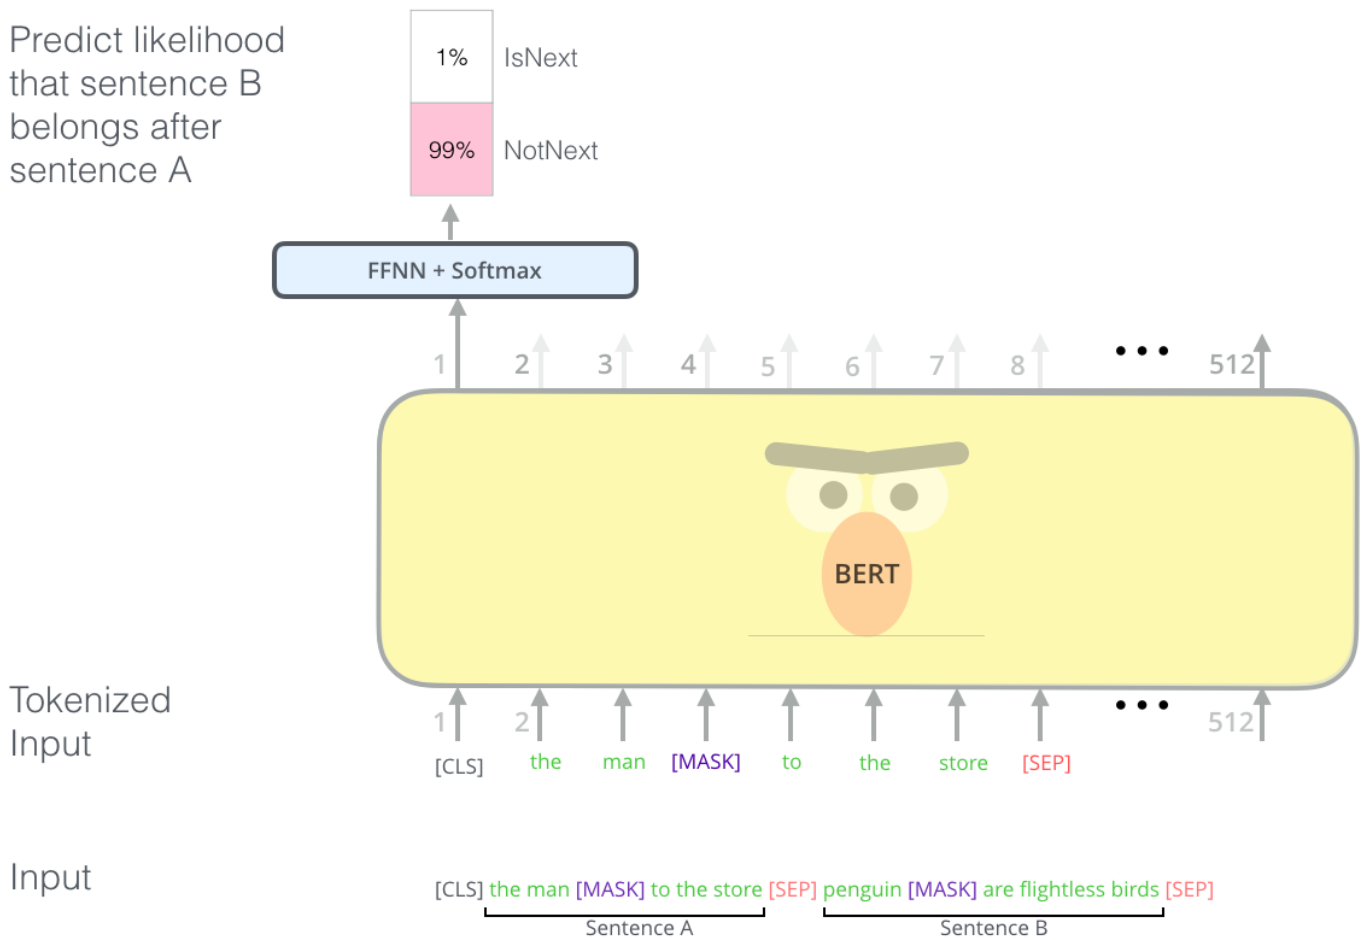 Predict likelihood
that sentence B
belongs after
sentence A
1% IsNext
99% NotNext
FFNN + Softmax
1 2 3 4 5 6 7 8 ••• 512
BERT
Tokenized
Input
1 2 ••• 512
[CLS] the man [MASK] to the store [SEP]
Input
[CLS] the man [MASK] to the store [SEP] penguin [MASK] are flightless birds [SEP]
Sentence A Sentence B